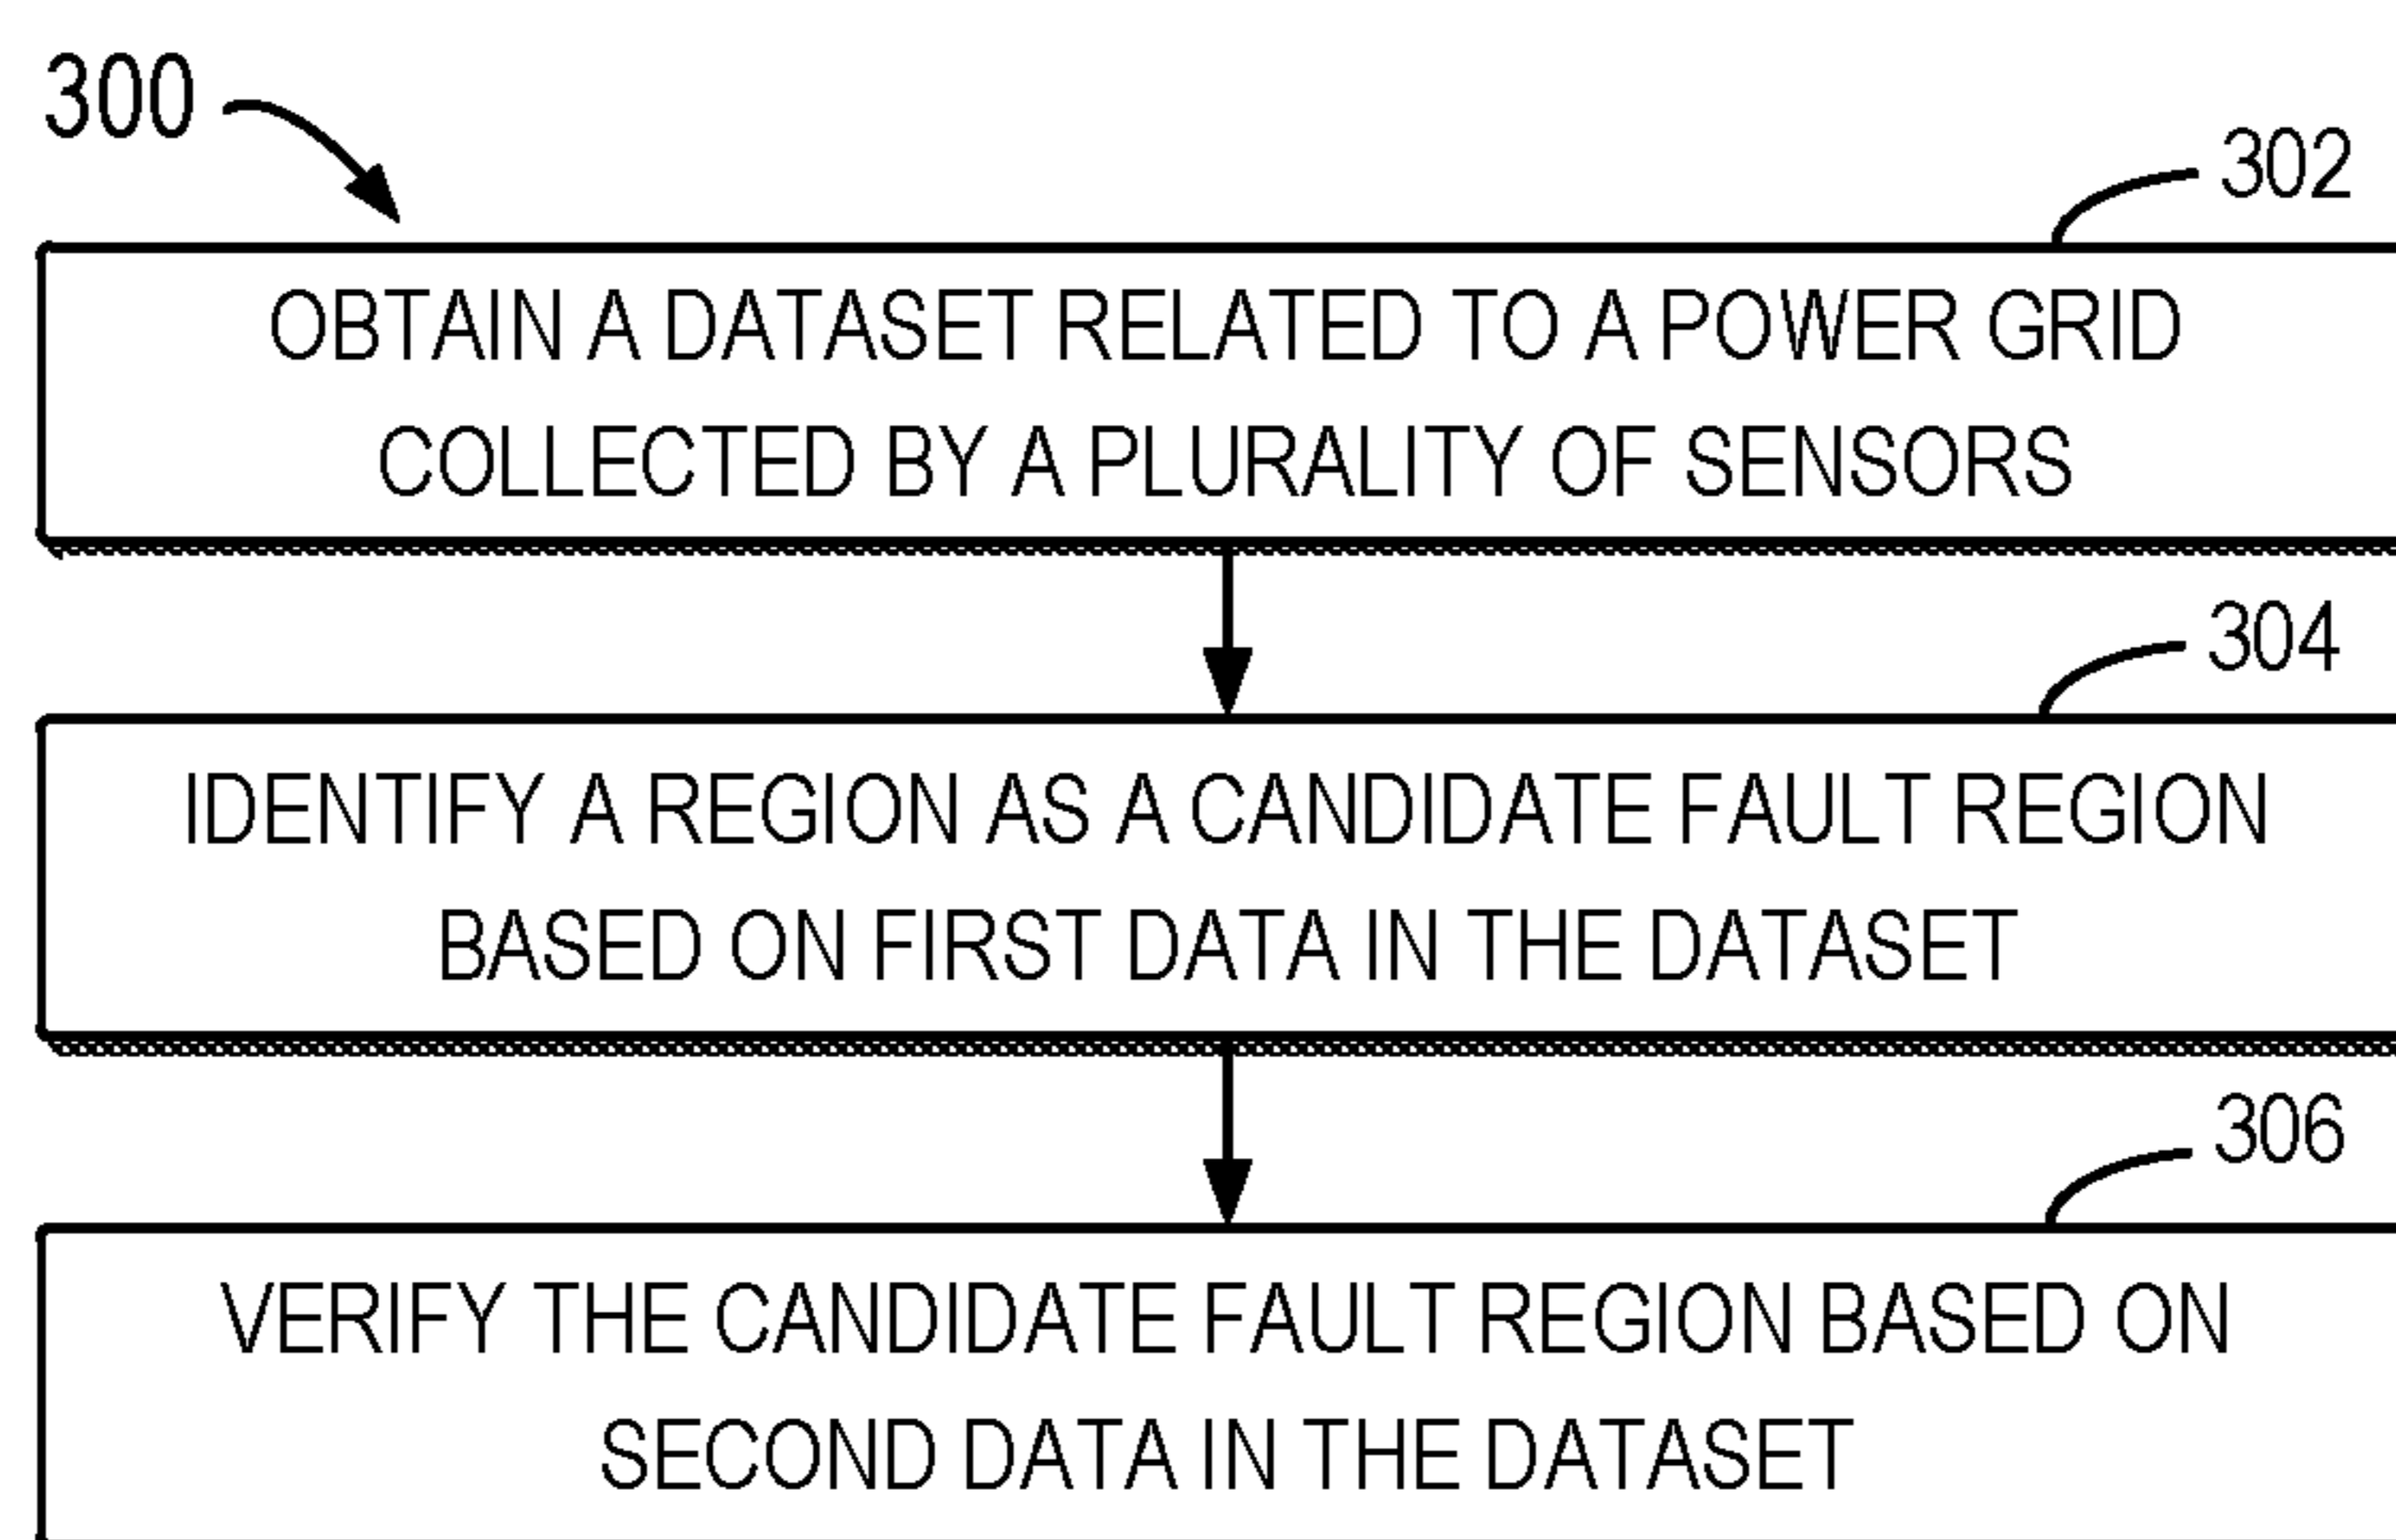 300
302
OBTAIN A DATASET RELATED TO A POWER GRID
COLLECTED BY A PLURALITY OF SENSORS
304
IDENTIFY A REGION AS A CANDIDATE FAULT REGION
BASED ON FIRST DATA IN THE DATASET
306
VERIFY THE CANDIDATE FAULT REGION BASED ON
SECOND DATA IN THE DATASET